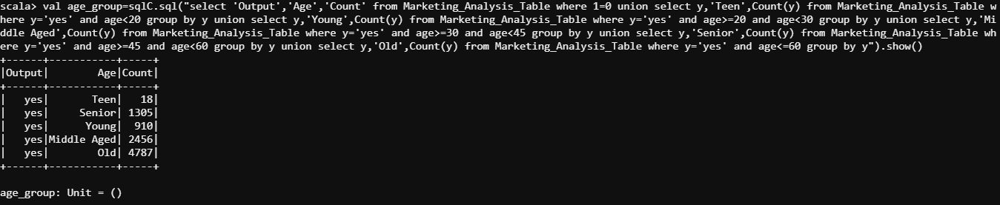 scala> val age_group=sqlC.sql("select 'Output','Age','Count' from Marketing_Analysis_Table where 1=0 union select y,'Teen',Count(y) from Marketing_Analysis_Table w
here y='yes' and age<20 group by y union select y,'Young',Count(y) from Marketing_Analysis_Table where y='yes' and age>=20 and age<30 group by y union select y,'Mi
ddle Aged',Count(y) from Marketing_Analysis_Table where y='yes' and age>=30 and age<45 group by y union select y,'Senior',Count(y) from Marketing_Analysis_Table wh
ere y='yes' and age>=45 and age<60 group by y union select y,'Old',Count(y) from Marketing_Analysis_Table where y='yes' and age<=60 group by y").show()
+------+-----------+-----+
|Output|        Age|Count|
+------+-----------+-----+
|   yes|       Teen|   18|
|   yes|     Senior| 1305|
|   yes|      Young|  910|
|   yes|Middle Aged| 2456|
|   yes|        Old| 4787|
+------+-----------+-----+
age_group: Unit = ()